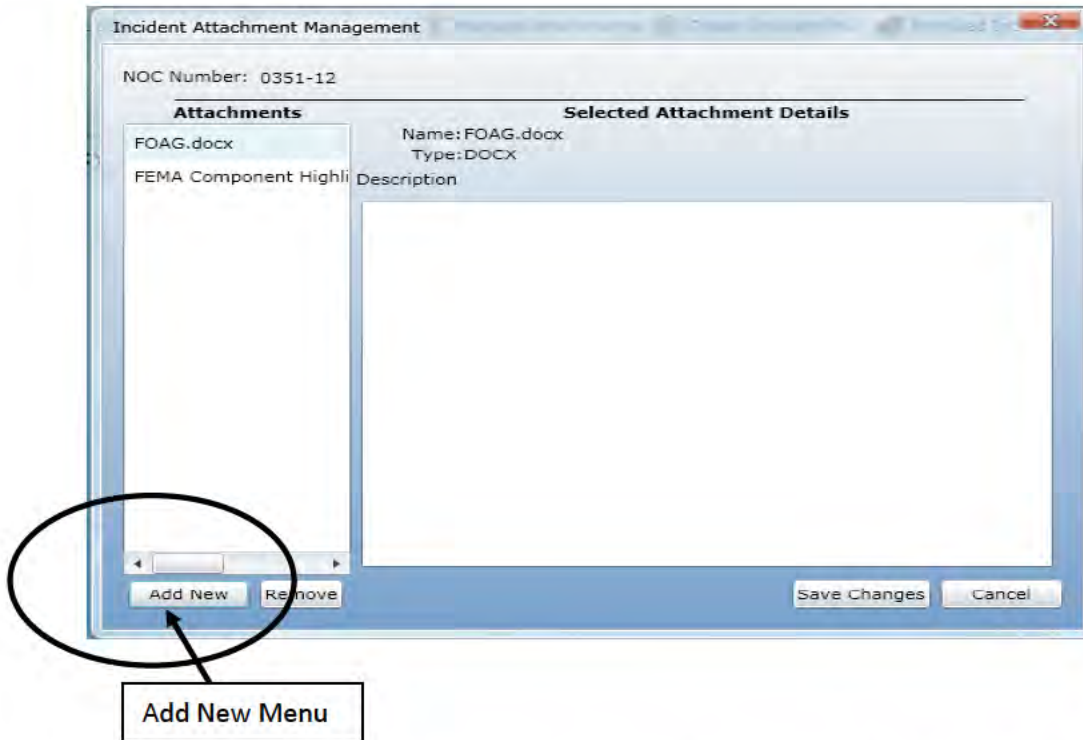 Incident Attachment Management
NOC Number: 0351-12
Attachments
Selected Attachment Details
FOAG.docx
FEMA Component Highli
Name:FOAG.docx
Type:DOCX
Description
Add New
Remove
Save Changes
Cancel
Add New Menu